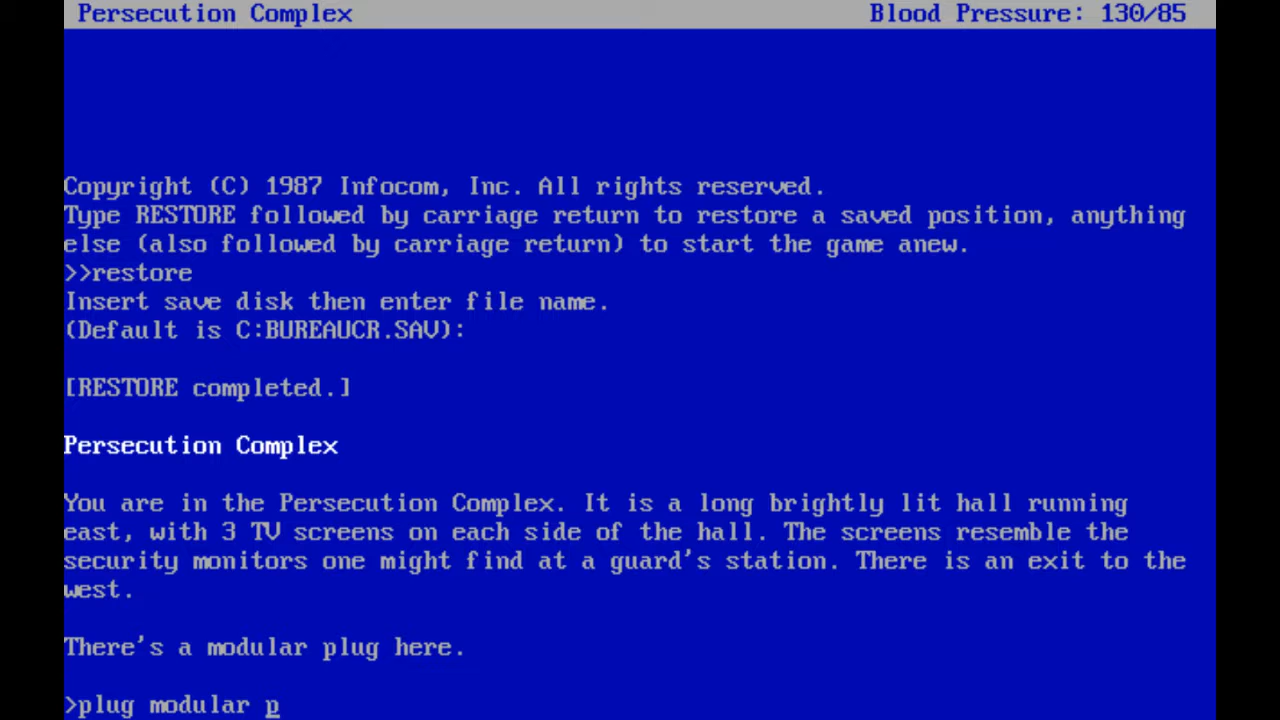 Persecution Complex Blood Pressure: 130/85
Copyright (C) 1987 Infocom, Inc. All rights reserved.
Type RESTORE followed by carriage return to restore a saved position, anything
else (also followed by carriage return) to start the game anew.
>>restore
Insert save disk then enter file name.
(Default is C:BUREAUCR.SAV):
[RESTORE completed.]
Persecution Complex
You are in the Persecution Complex. It is a long brightly lit hall running
east, with 3 TV screens on each side of the hall. The screens resemble the
security monitors one might find at a guard's station. There is an exit to the
west.
There's a modular plug here.
>plug modular p